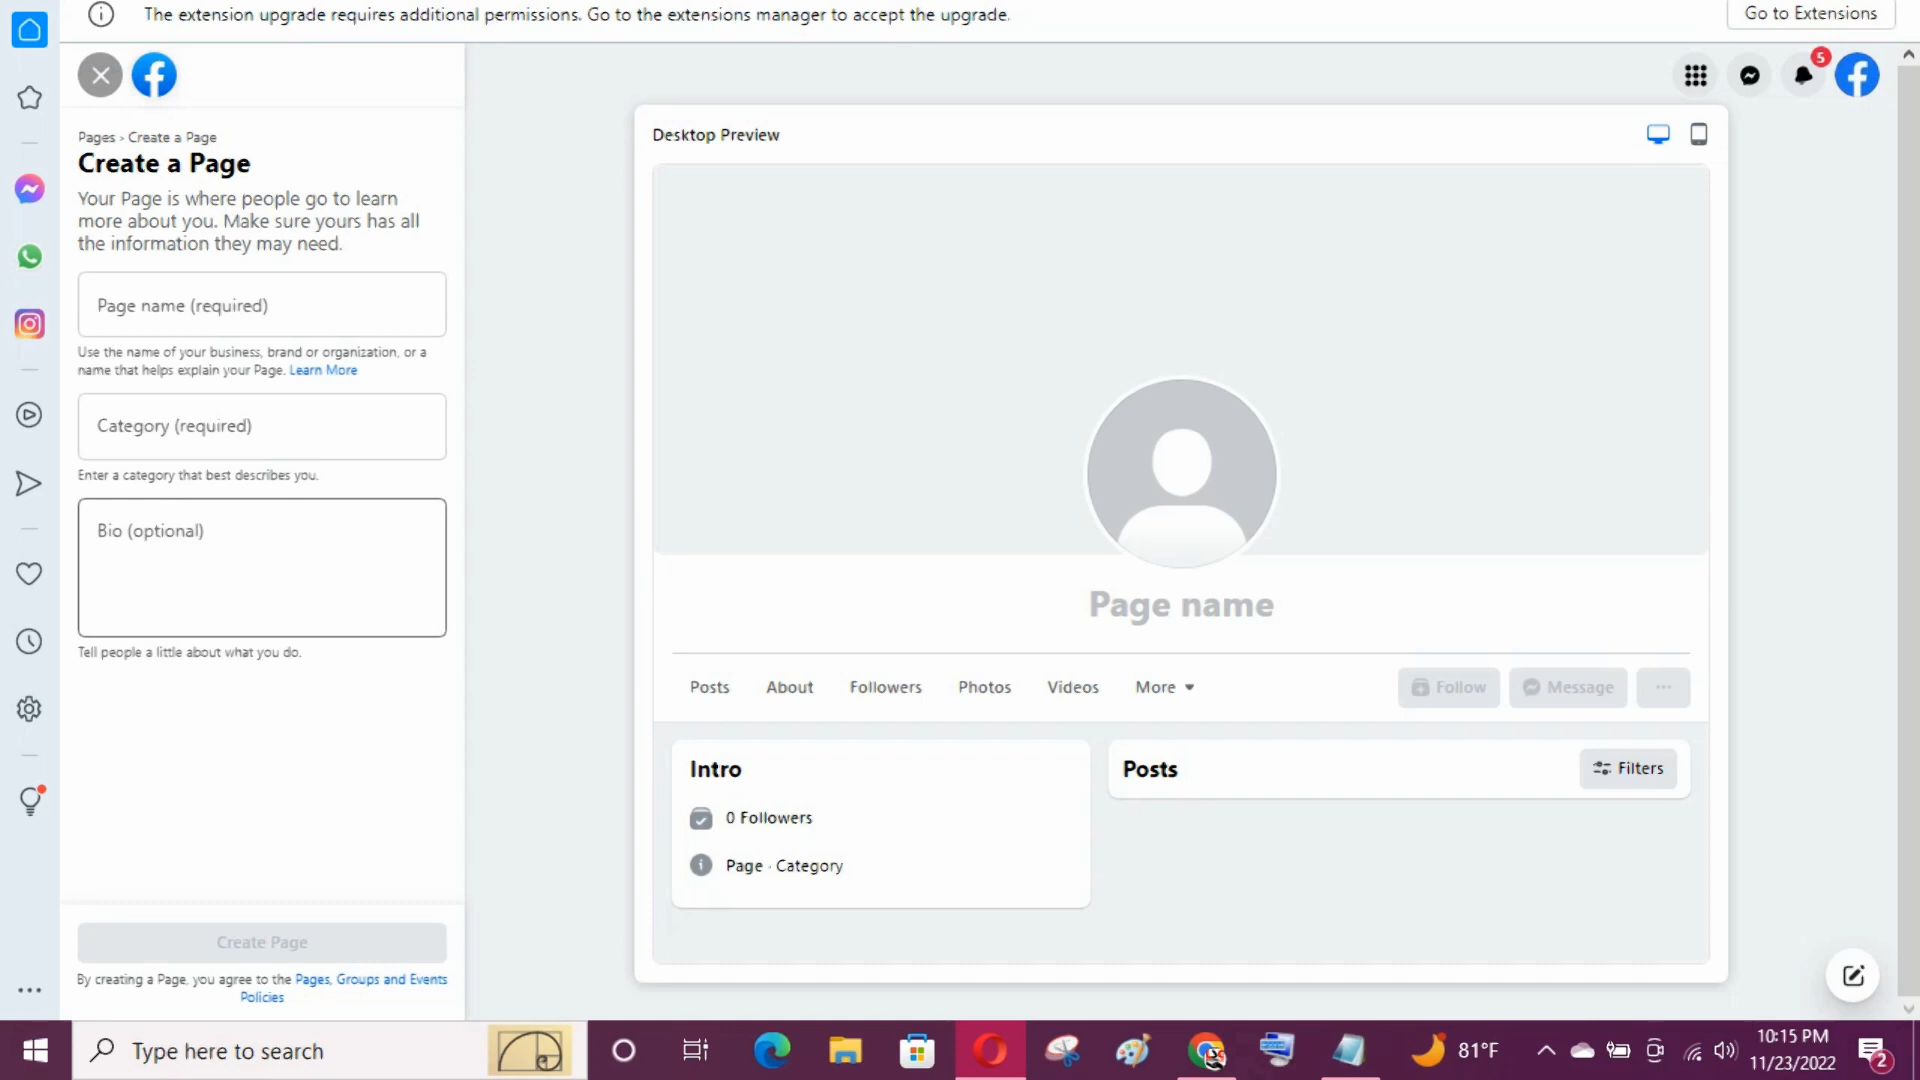 The extension upgrade requires additional permissions. Go to the extensions manager to accept the upgrade.
Go to Extensions
5
Pages › Create a Page
Create a Page
Your Page is where people go to learn
more about you. Make sure yours has all
the information they may need.
Page name (required)
Use the name of your business, brand or organization, or a
name that helps explain your Page. Learn More
Category (required)
Enter a category that best describes you.
Bio (optional)
Tell people a little about what you do.
Create Page
By creating a Page, you agree to the Pages, Groups and Events
Policies
Desktop Preview
Page name
Posts About Followers Photos Videos More Follow Message
Intro
0 Followers
Page · Category
Posts
Filters
Type here to search
81°F
10:15 PM
11/23/2022
2